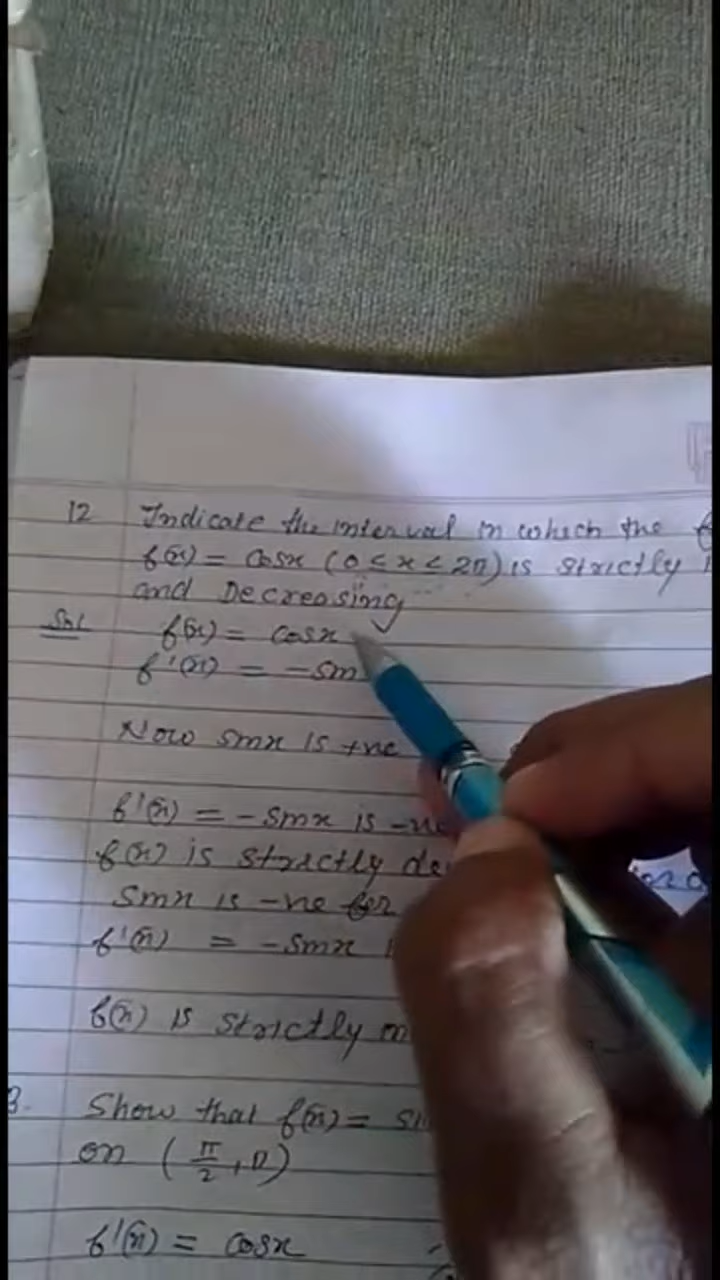 12 Indicate the interval in which the
f(x) = cosx (0 ≤ x ≤ 2π) is strictly
and Decreasing
Sol f(x) = cosx
f'(x) = -sin
Now sinx is +ve
f'(x) = -sinx is -ve
f(x) is strictly de
sinx is -ve for
f'(x) = -sinx
f(x) is strictly in
3. Show that f(x) = si
on (π/2, π)
f'(x) = cosx